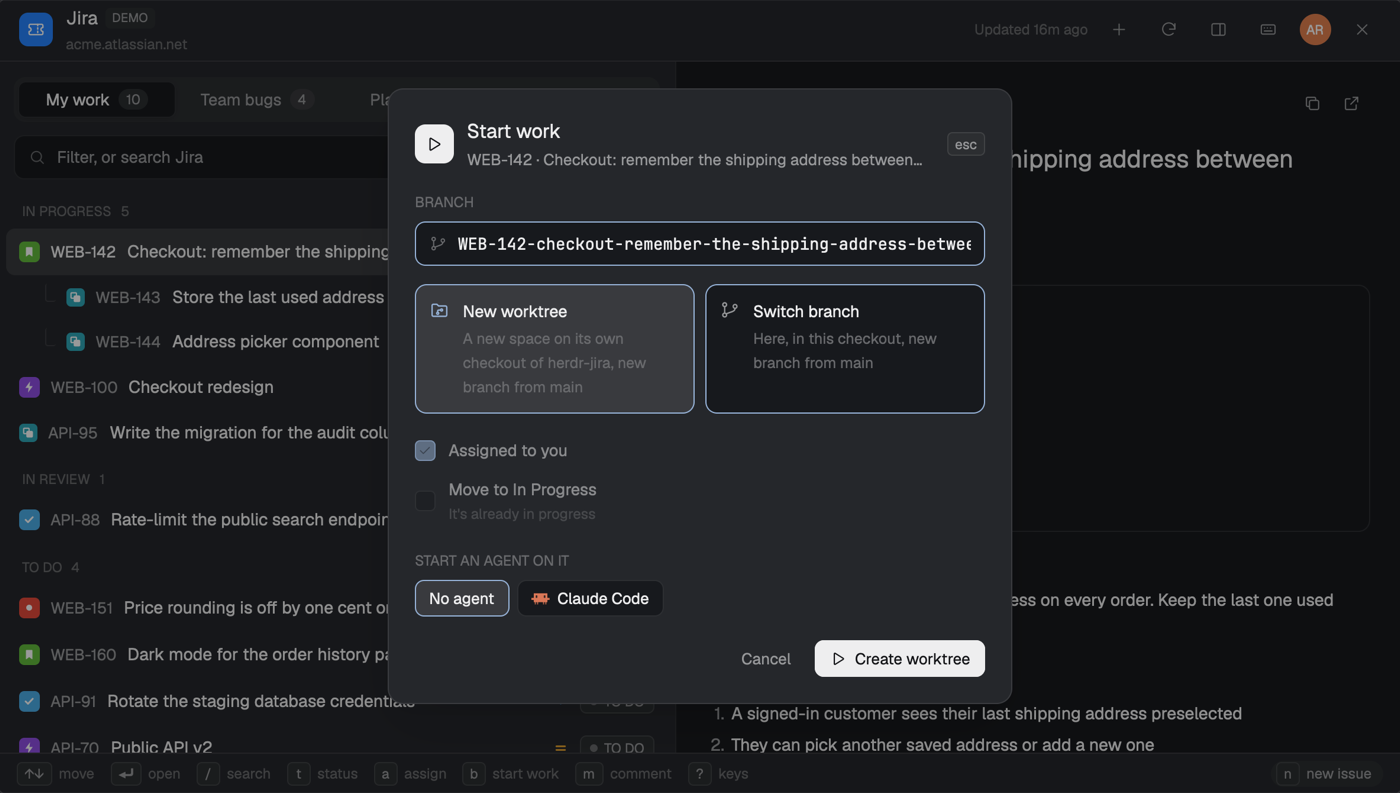 Jira DEMO
acme.atlassian.net
Updated 16m ago
AR
My work 10
Team bugs 4
Filter, or search Jira
IN PROGRESS 5
WEB-142 Checkout: remember the shipping
WEB-143 Store the last used address
WEB-144 Address picker component
WEB-100 Checkout redesign
API-95 Write the migration for the audit
IN REVIEW 1
API-88 Rate-limit the public search
TO DO 4
WEB-151 Price rounding is off by one cent
WEB-160 Dark mode for the order history
API-91 Rotate the staging database credentials
TO DO
API-70 Public API v2
TO DO
Start work
WEB-142 · Checkout: remember the shipping address between…
esc
BRANCH
WEB-142-checkout-remember-the-shipping-address-betwee
New worktree
A new space on its own
checkout of herdr-jira, new
branch from main
Switch branch
Here, in this checkout, new
branch from main
Assigned to you
Move to In Progress
It's already in progress
START AN AGENT ON IT
No agent
Claude Code
Cancel
Create worktree
shipping address between
on every order. Keep the last one used
1. A signed-in customer sees their last shipping address preselected
2. They can pick another saved address or add a new one
move
open
/ search
t status
a assign
b start work
m comment
? keys
n new issue